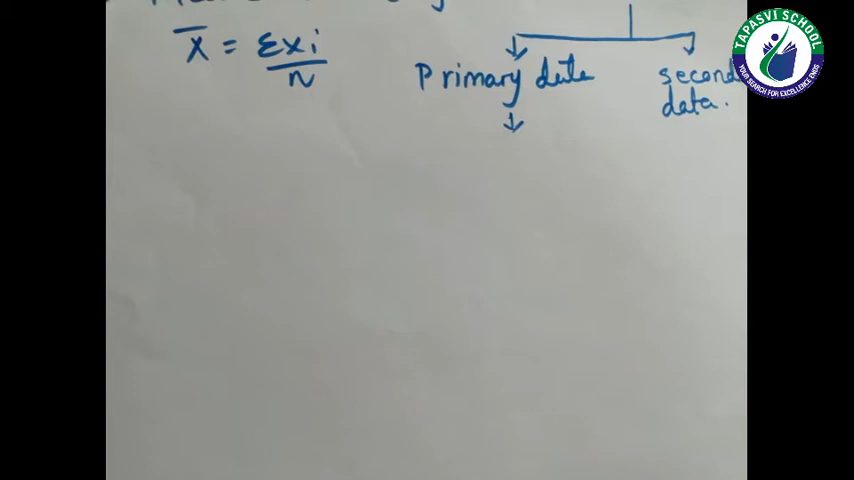 x̄ = Σxi
n
Primary data
second
data.
TAPASVI SCHOOL
YOUR SEARCH FOR EXCELLENCE ENDS